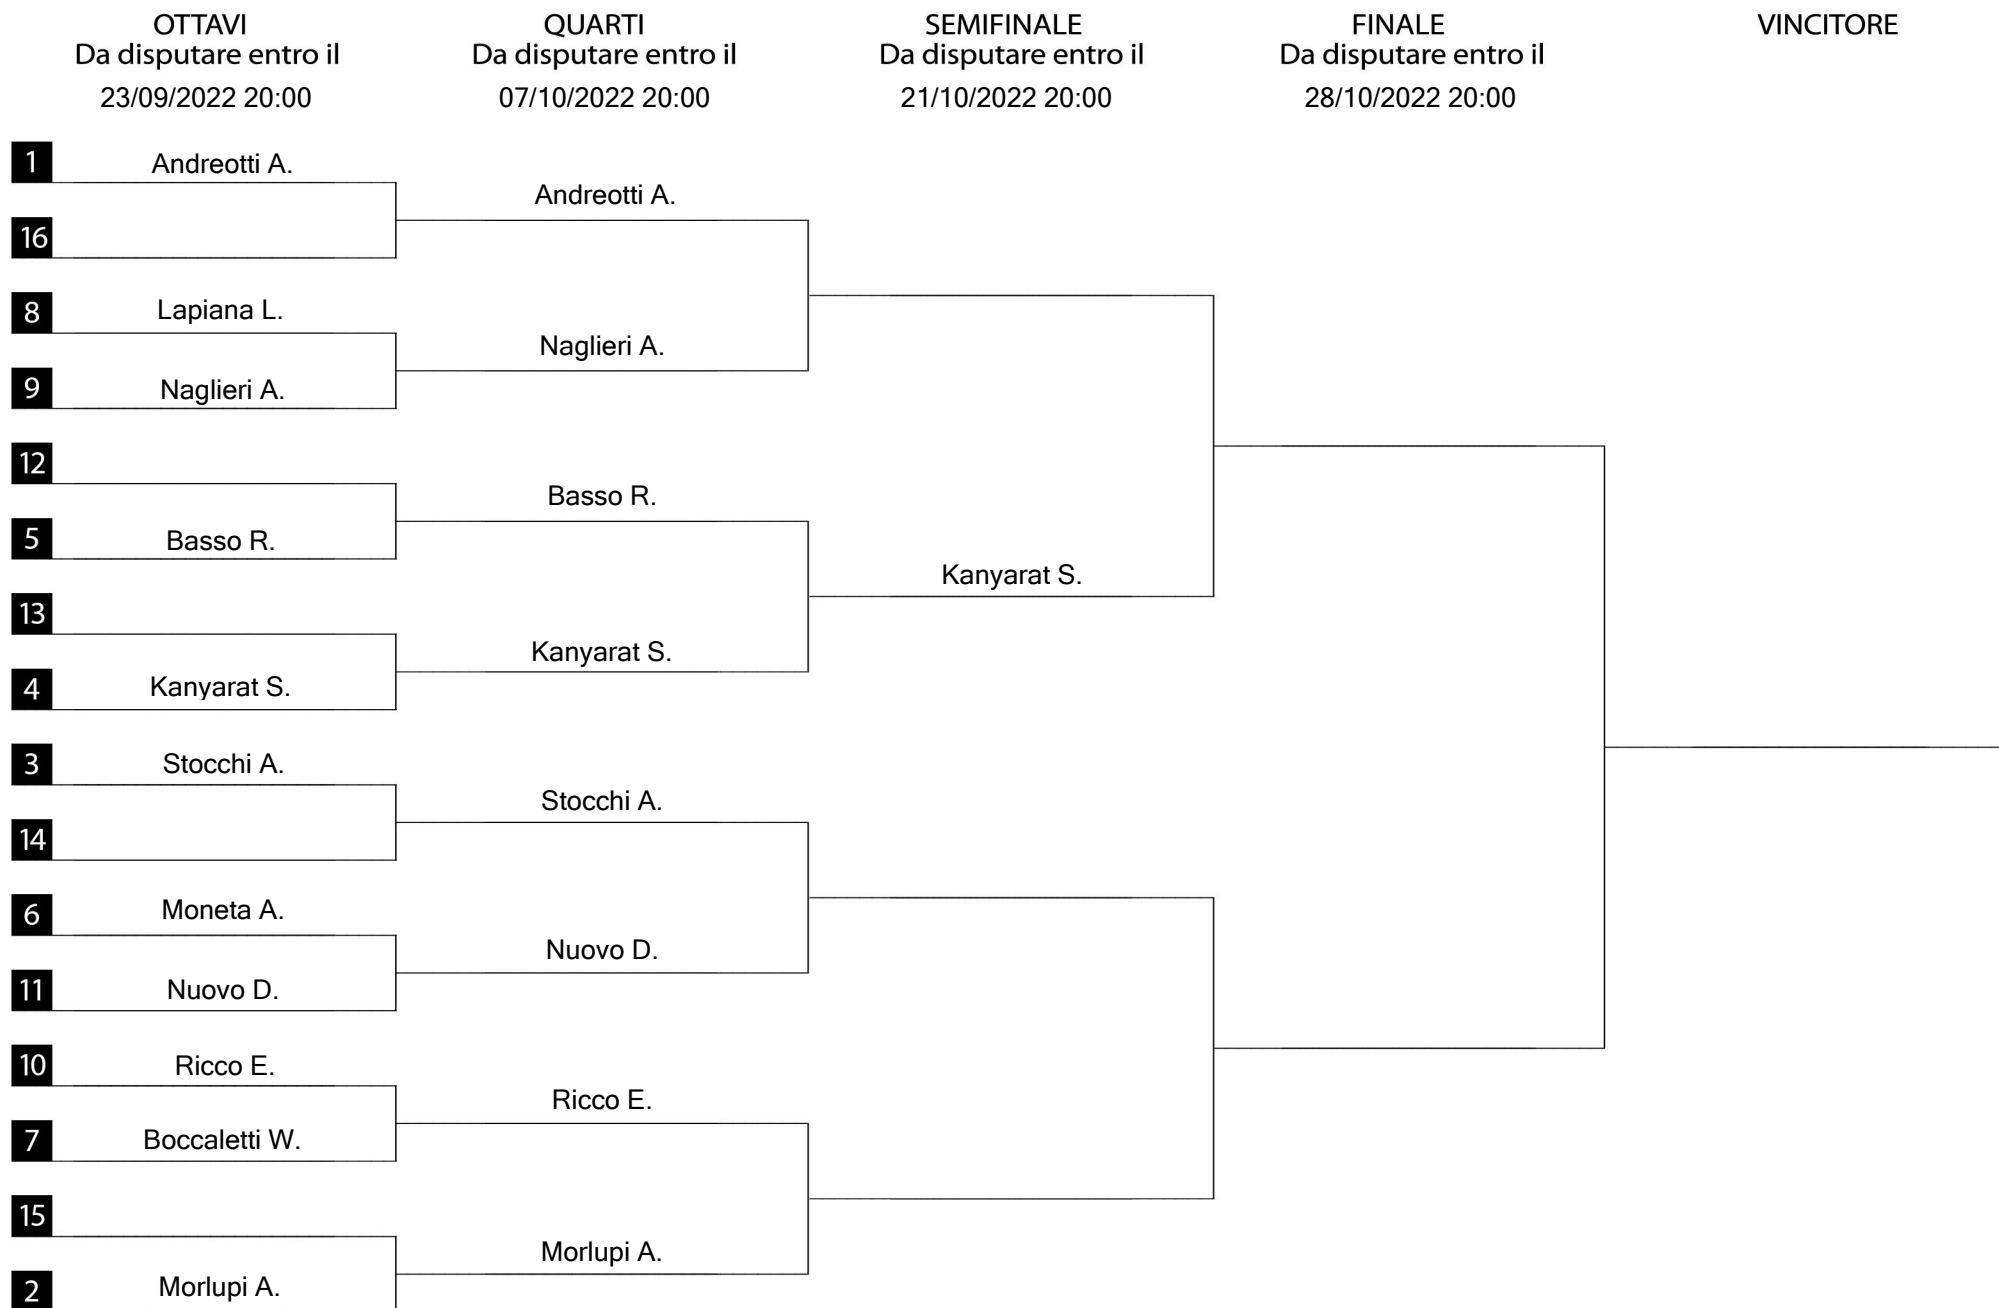 OTTAVI
Da disputare entro il
23/09/2022 20:00
QUARTI
Da disputare entro il
07/10/2022 20:00
SEMIFINALE
Da disputare entro il
21/10/2022 20:00
FINALE
Da disputare entro il
28/10/2022 20:00
VINCITORE
1 Andreotti A.
16
8 Lapiana L.
9 Naglieri A.
12
5 Basso R.
13
4 Kanyarat S.
3 Stocchi A.
14
6 Moneta A.
11 Nuovo D.
10 Ricco E.
7 Boccaletti W.
15
2 Morlupi A.
Andreotti A.
Naglieri A.
Basso R.
Kanyarat S.
Stocchi A.
Nuovo D.
Ricco E.
Morlupi A.
Kanyarat S.